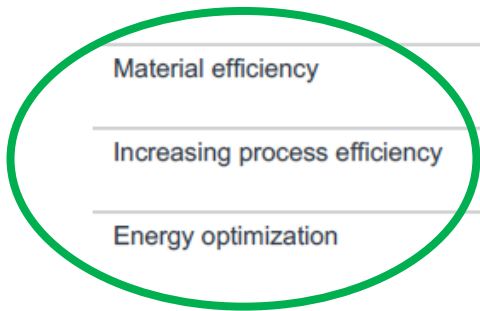 Material efficiency
Increasing process efficiency
Energy optimization